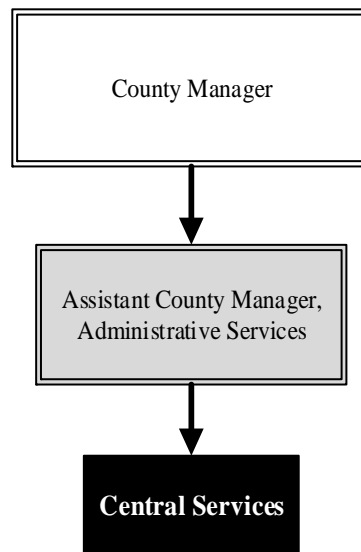 County Manager
Assistant County Manager,
Administrative Services
Central Services